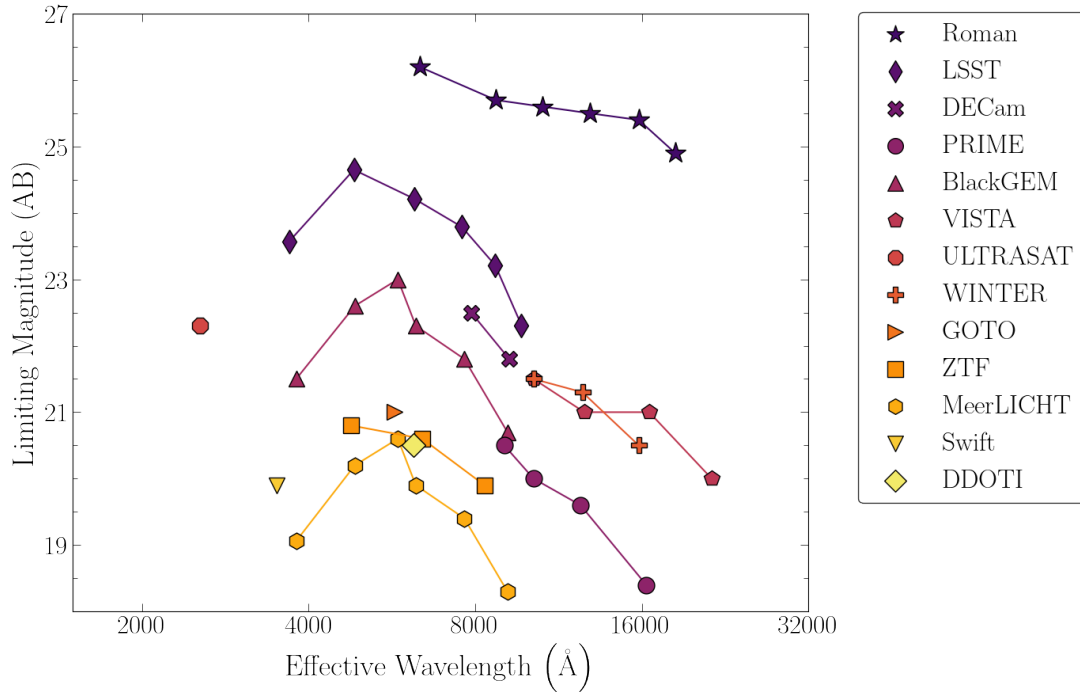 27
25
23
21
19
Limiting Magnitude (AB)
2000
4000
8000
16000
32000
Effective Wavelength (Å)
Roman
LSST
DECam
PRIME
BlackGEM
VISTA
ULTRASAT
WINTER
GOTO
ZTF
MeerLICHT
Swift
DDOTI